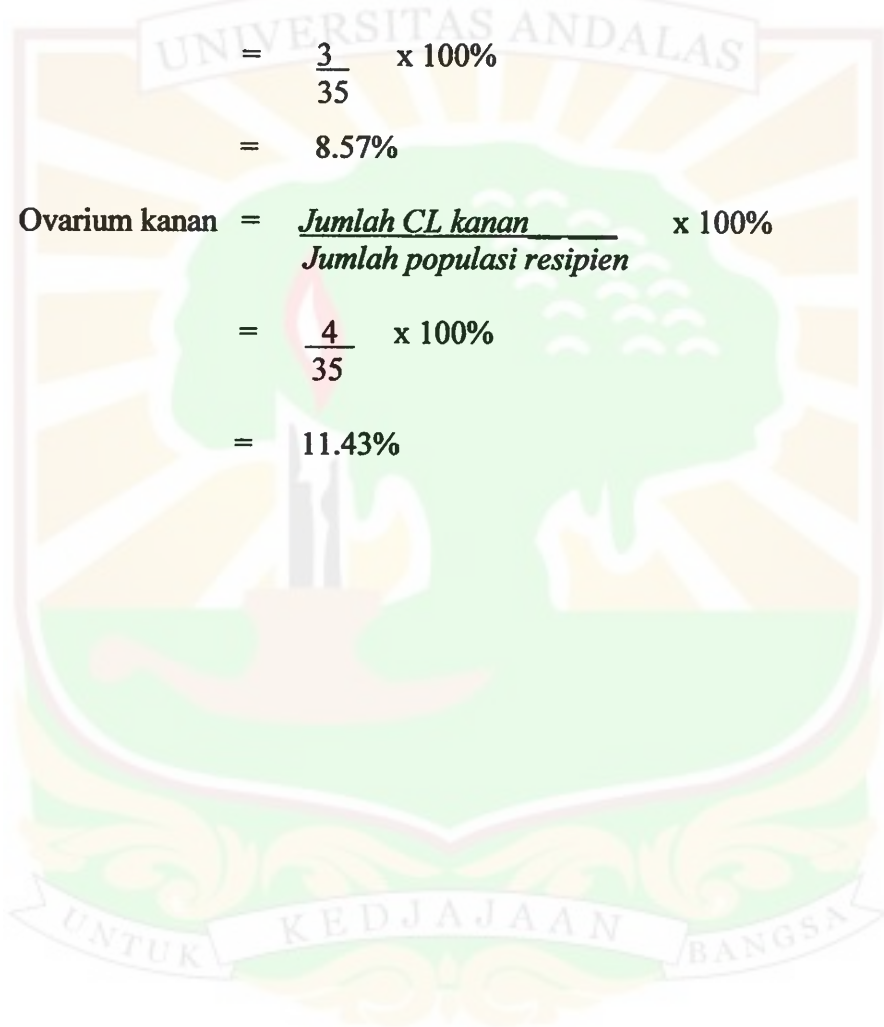 UNIVERSITAS ANDALAS
= 3 x 100%
35
= 8.57%
Ovarium kanan = Jumlah CL kanan x 100%
Jumlah populasi resipien
= 4 x 100%
35
= 11.43%
UNTUK KEDJAJAAN BANGSA